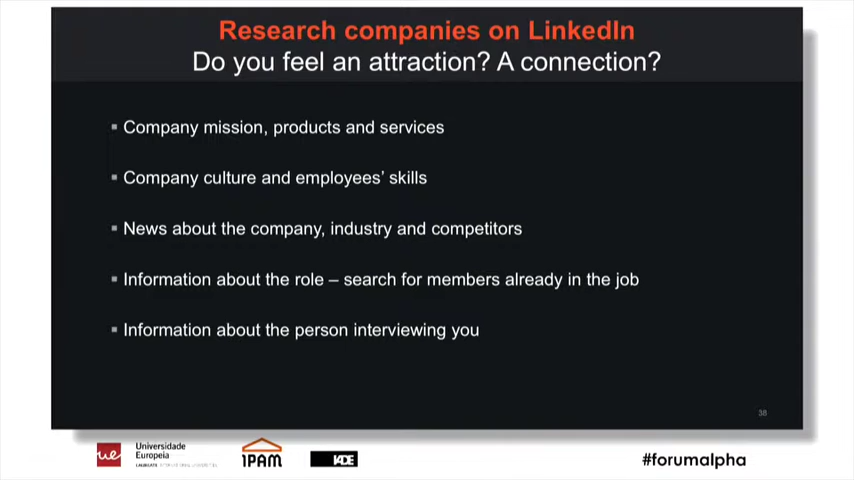 Research companies on LinkedIn
Do you feel an attraction? A connection?
Company mission, products and services
Company culture and employees' skills
News about the company, industry and competitors
Information about the role – search for members already in the job
Information about the person interviewing you
38
ue
Universidade
Europeia
IPAM
IADE
#forumalpha